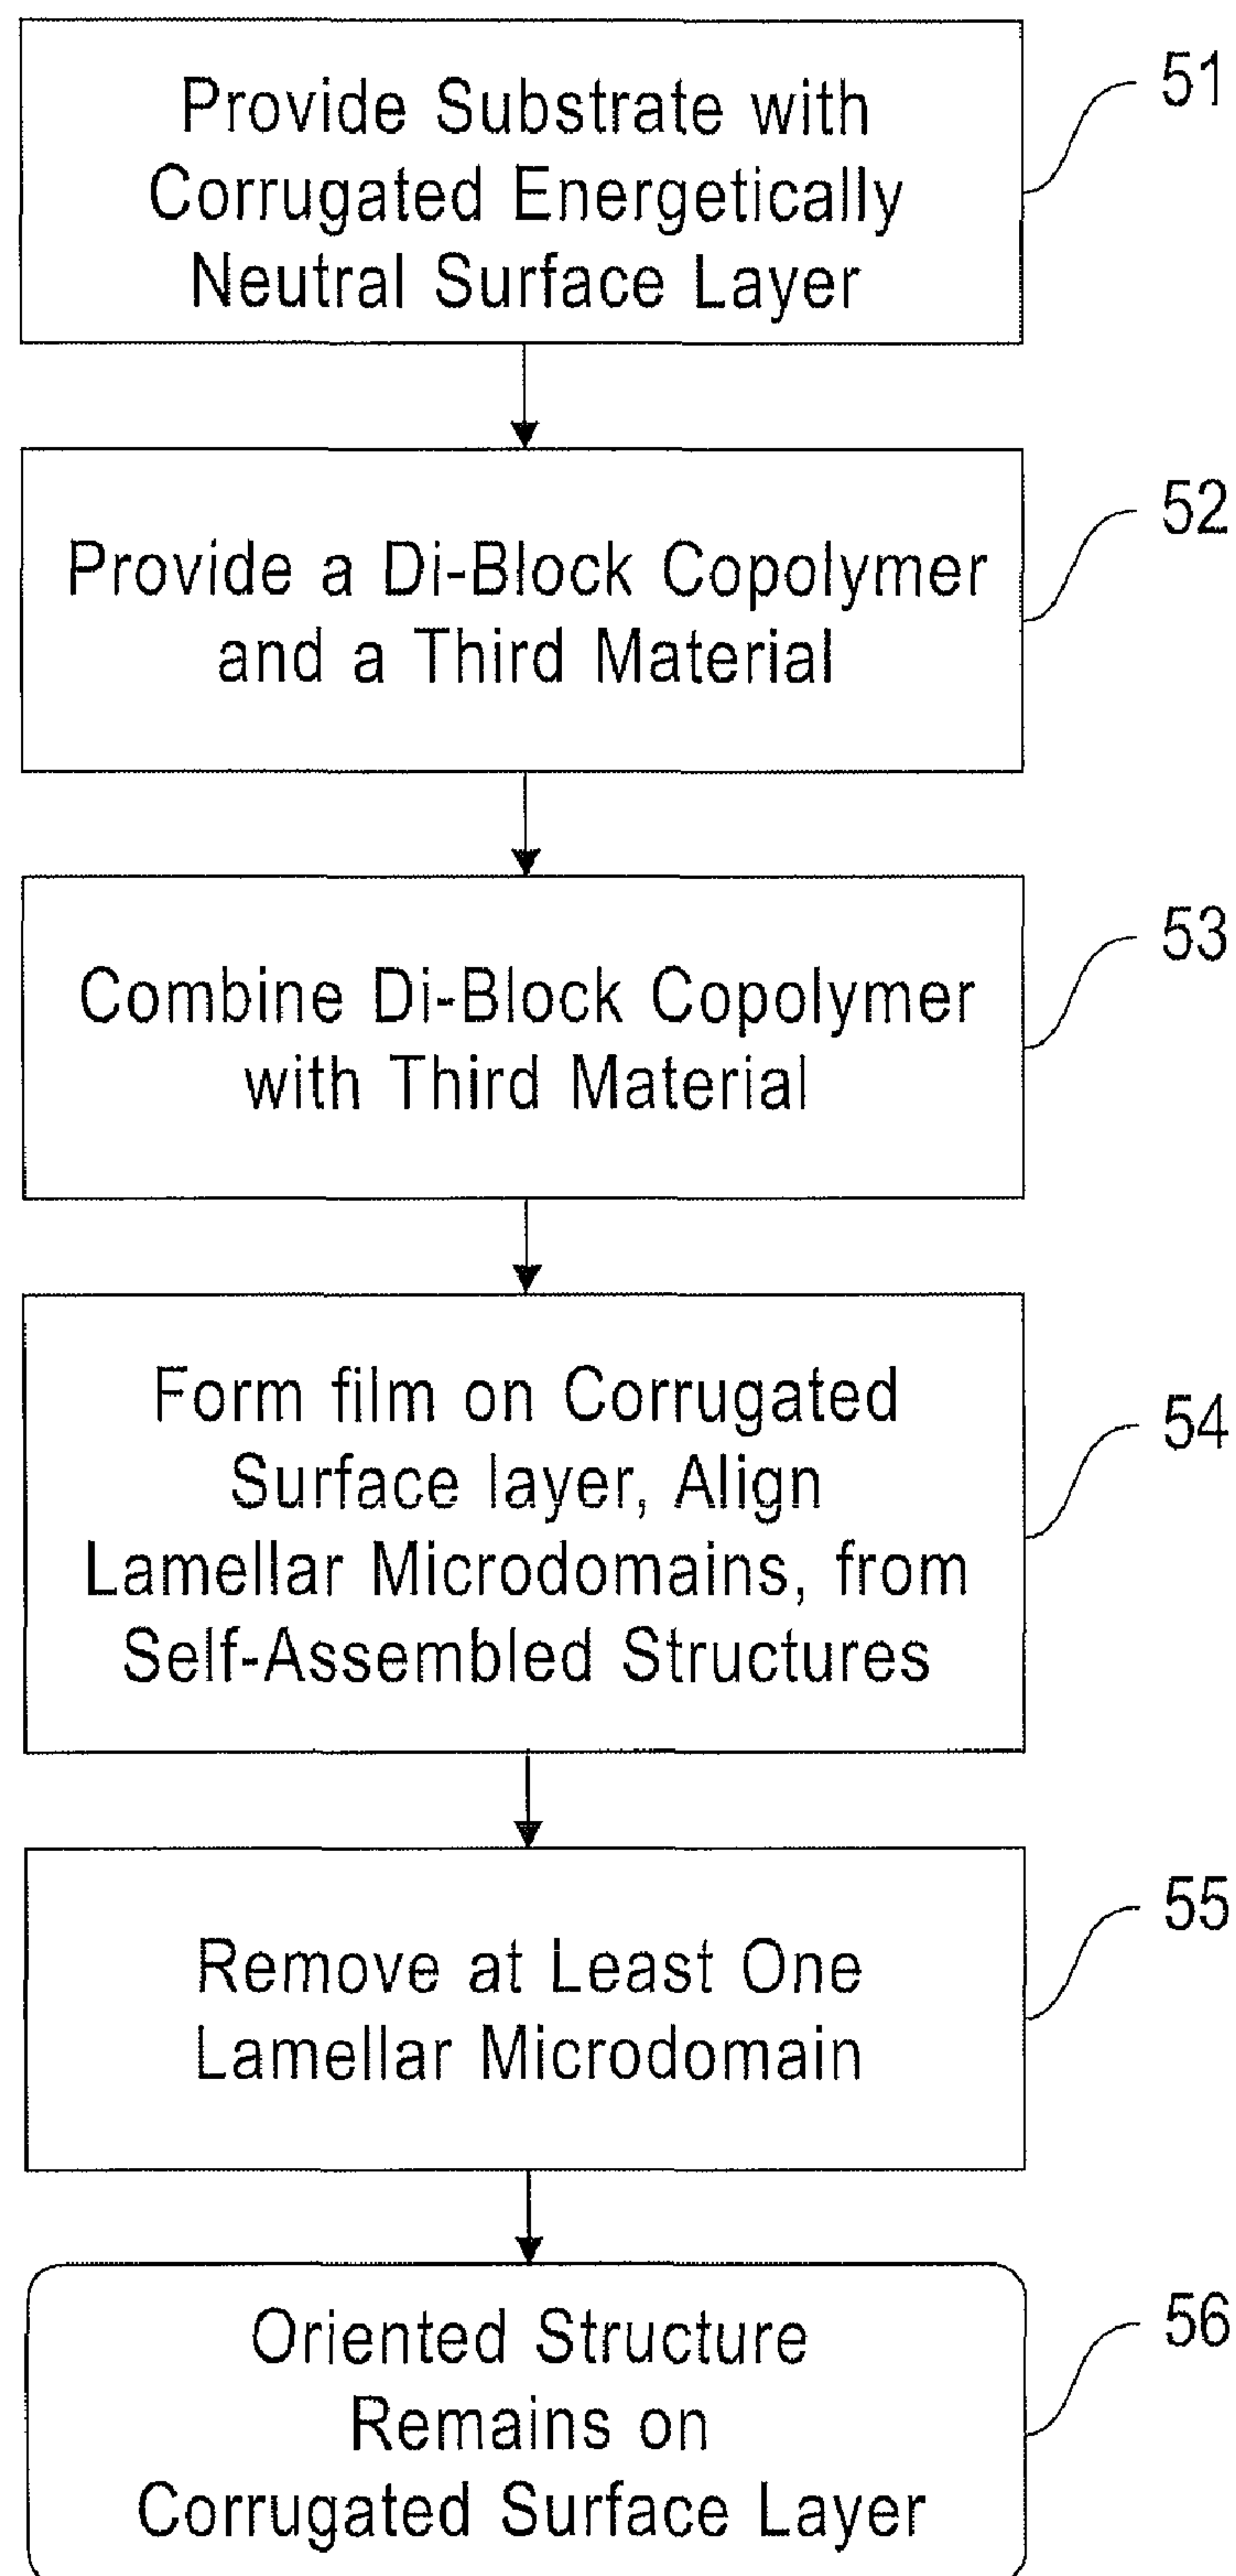 Provide Substrate with
Corrugated Energetically
Neutral Surface Layer
51
Provide a Di-Block Copolymer
and a Third Material
52
Combine Di-Block Copolymer
with Third Material
53
Form film on Corrugated
Surface layer, Align
Lamellar Microdomains, from
Self-Assembled Structures
54
Remove at Least One
Lamellar Microdomain
55
Oriented Structure
Remains on
Corrugated Surface Layer
56